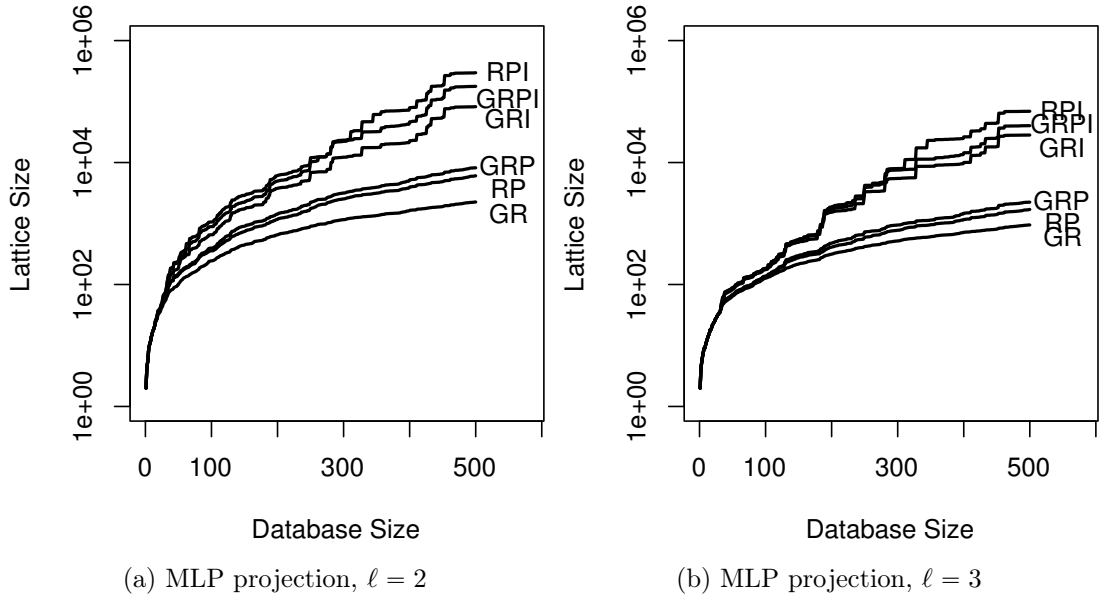 1e+06
1e+04
1e+02
1e+00
Lattice Size
RPI
GRPI
GRI
GRP
RP
GR
0 100 300 500
Database Size
(a) MLP projection, ℓ = 2
1e+06
1e+04
1e+02
1e+00
Lattice Size
RPI
GRPI
GRI
GRP
RP
GR
0 100 300 500
Database Size
(b) MLP projection, ℓ = 3